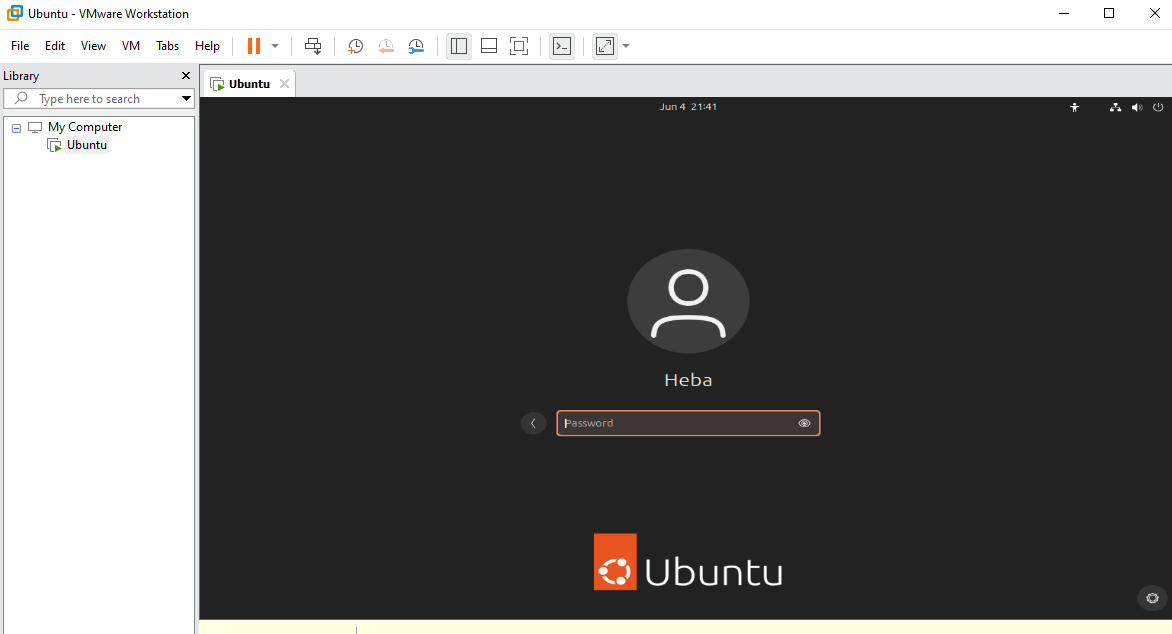 Ubuntu - VMware Workstation
File Edit View VM Tabs Help
Library
Type here to search
My Computer
Ubuntu
Ubuntu
Jun 4 21:41
Heba
Password
Ubuntu